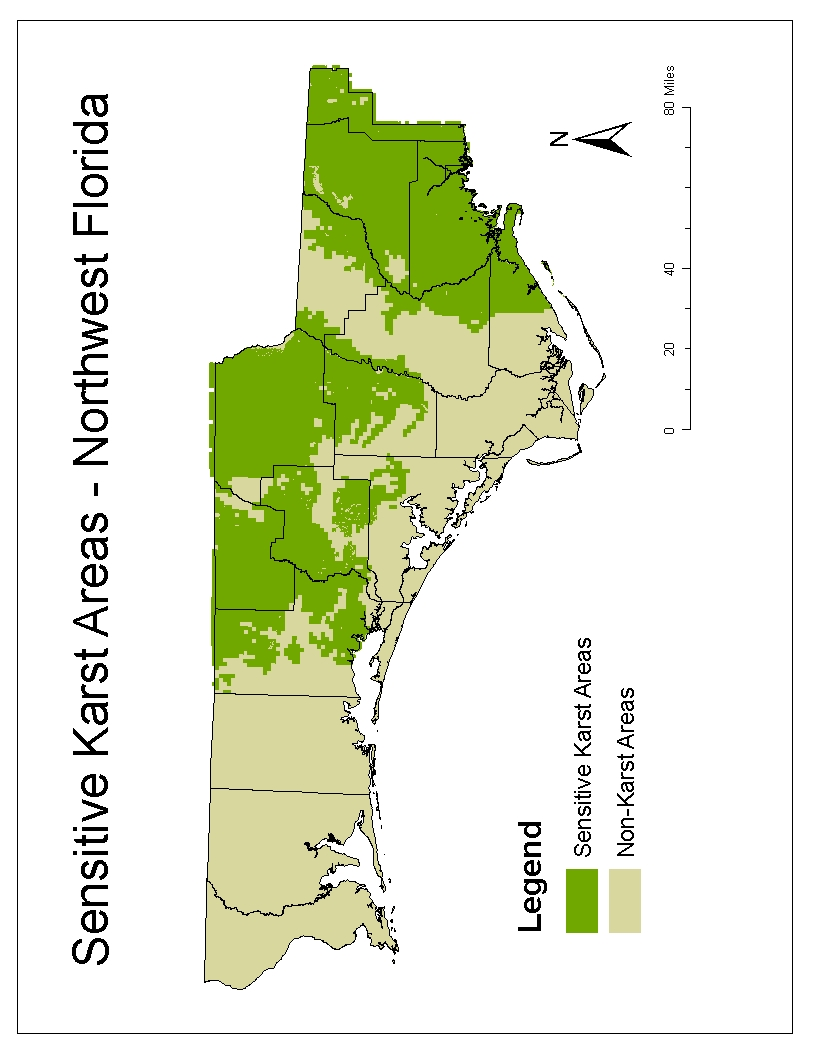 Sensitive Karst Areas - Northwest Florida
N
0 20 40 80 Miles
Legend
Sensitive Karst Areas
Non-Karst Areas